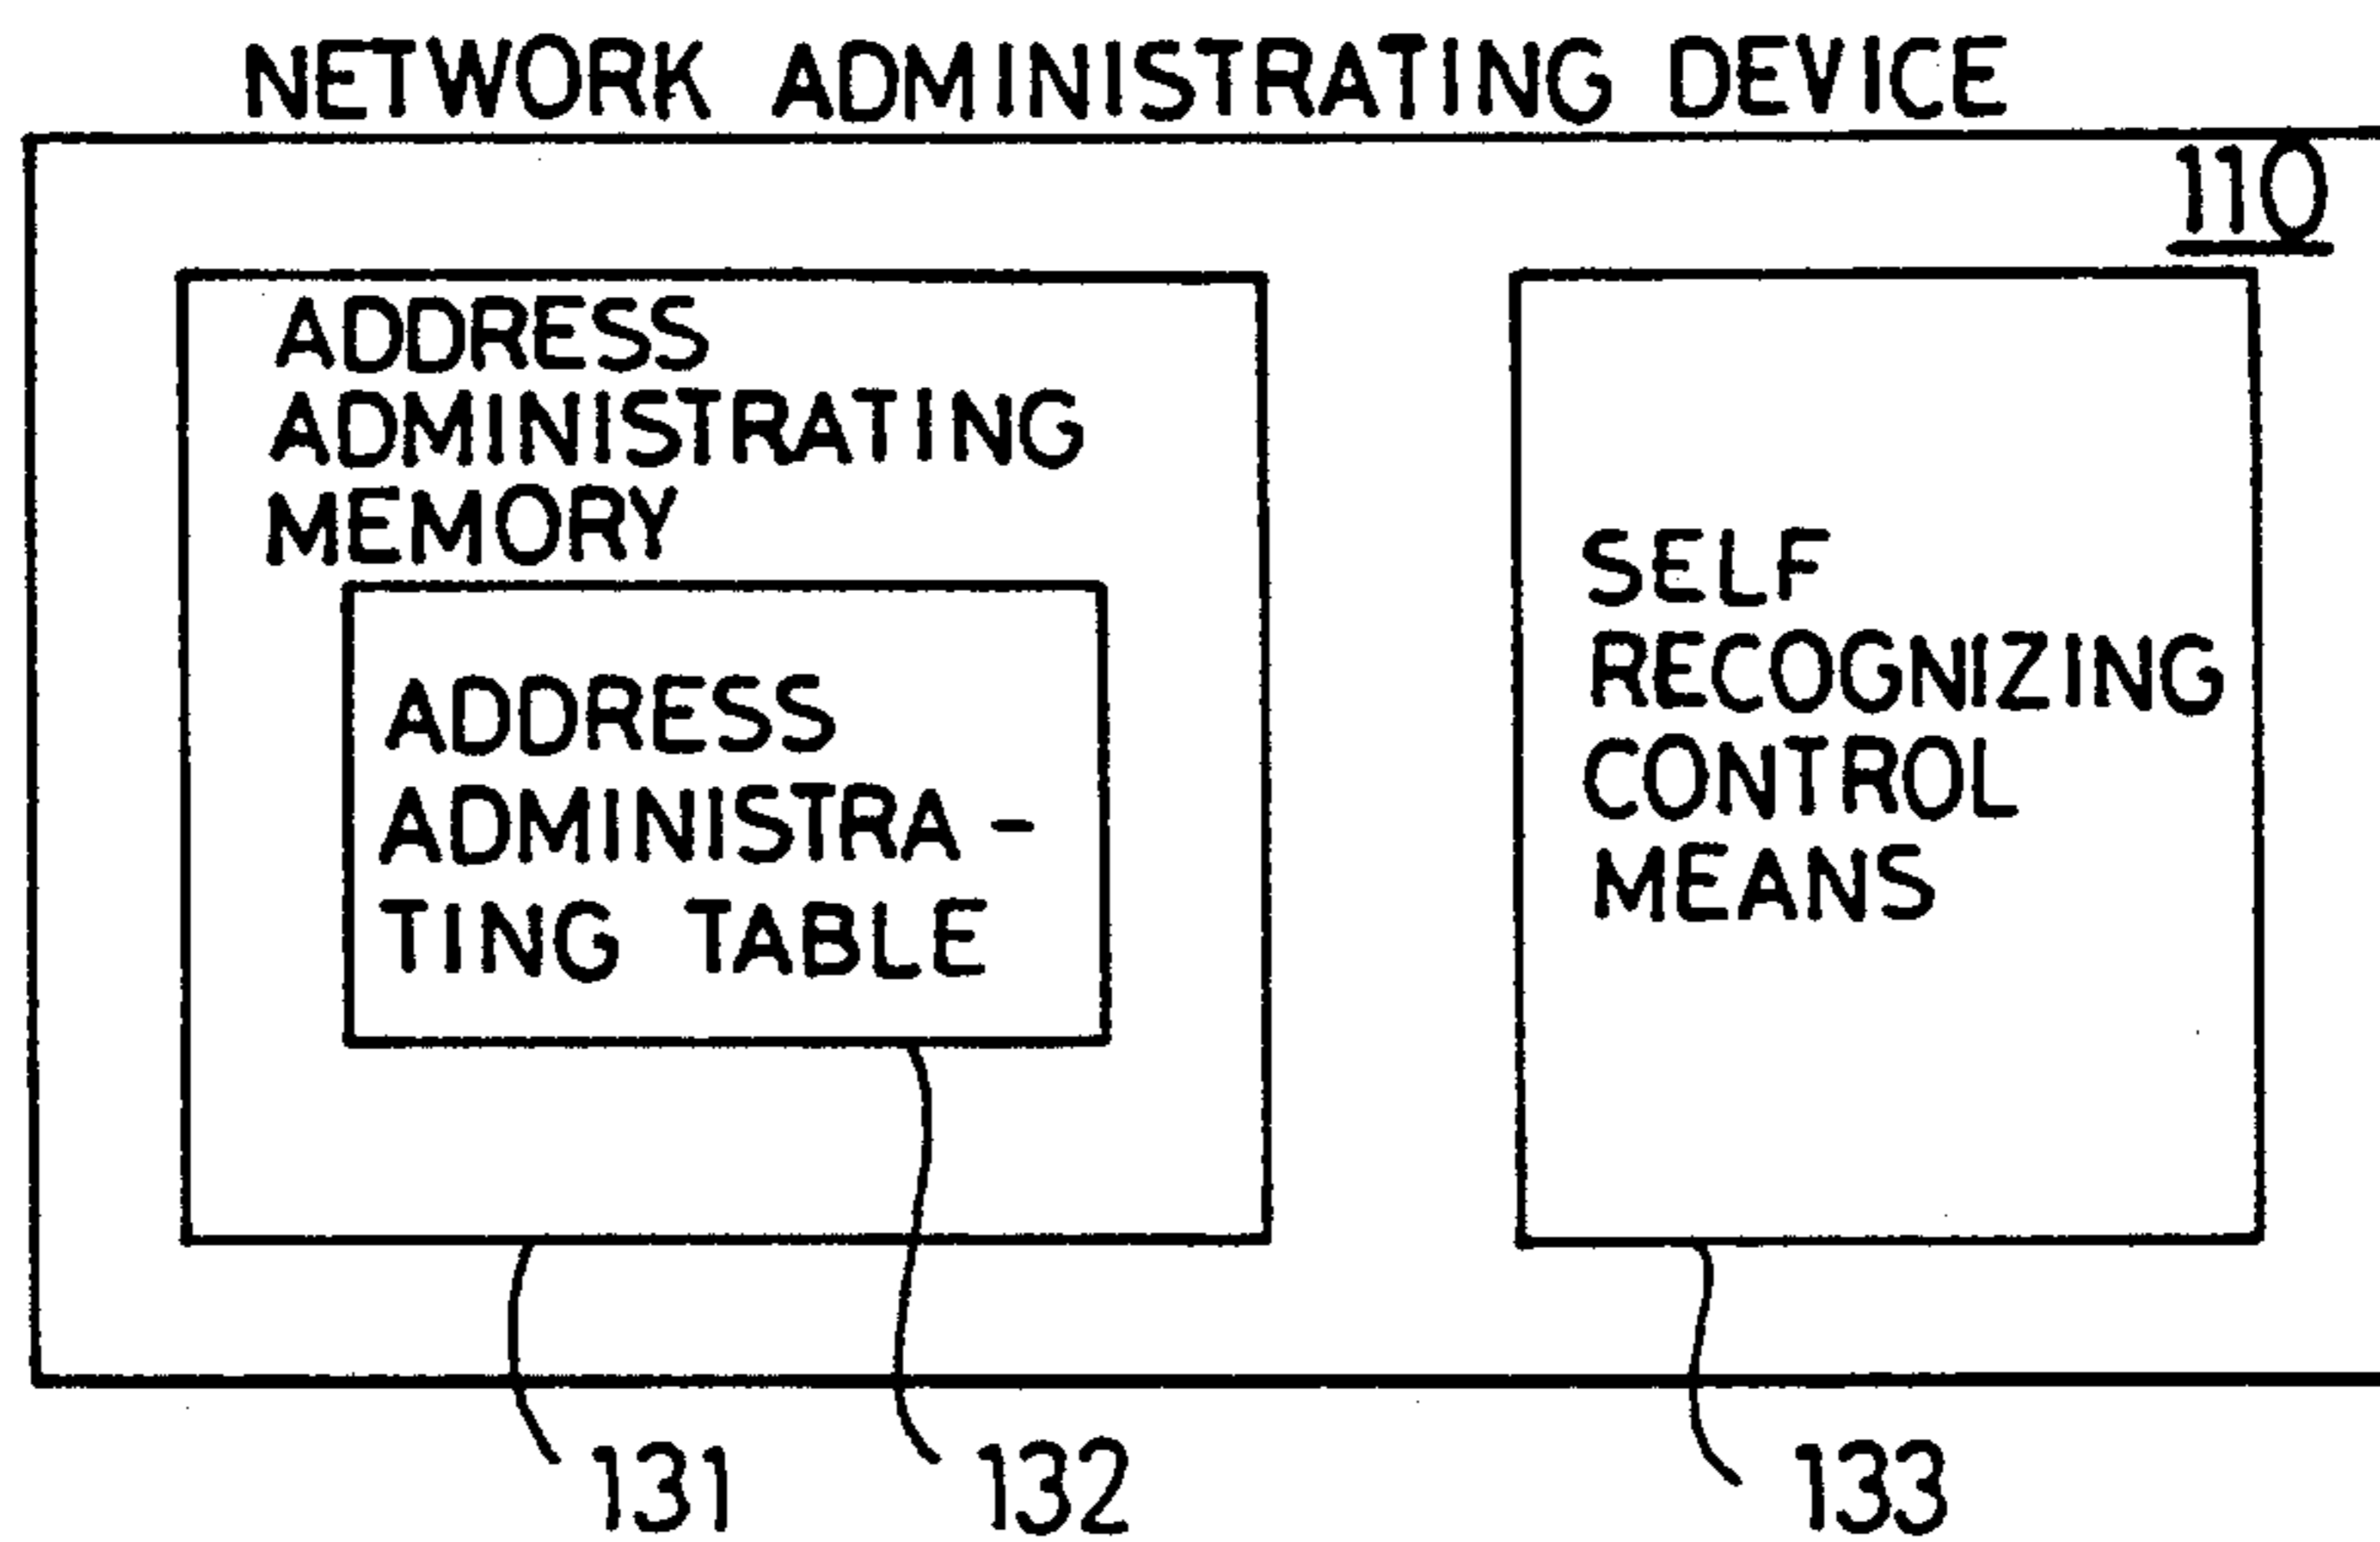 NETWORK ADMINISTRATING DEVICE
110
ADDRESS
ADMINISTRATING
MEMORY
ADDRESS
ADMINISTRA-
TING TABLE
SELF
RECOGNIZING
CONTROL
MEANS
131
132
133